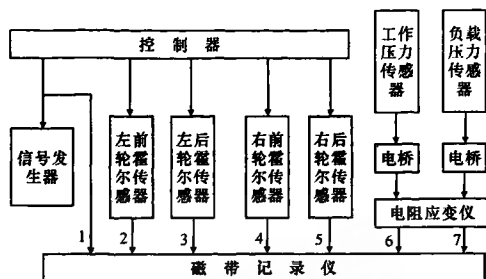 控制器
工作
压力
传感
器
负载
压力
传感
器
信号发
生器
左前
轮霍
尔传
感器
左后
轮霍
尔传
感器
右前
轮霍
尔传
感器
右后
轮霍
尔传
感器
电桥
电桥
电阻应变仪
1
2
3
4
5
6
7
磁带记录仪